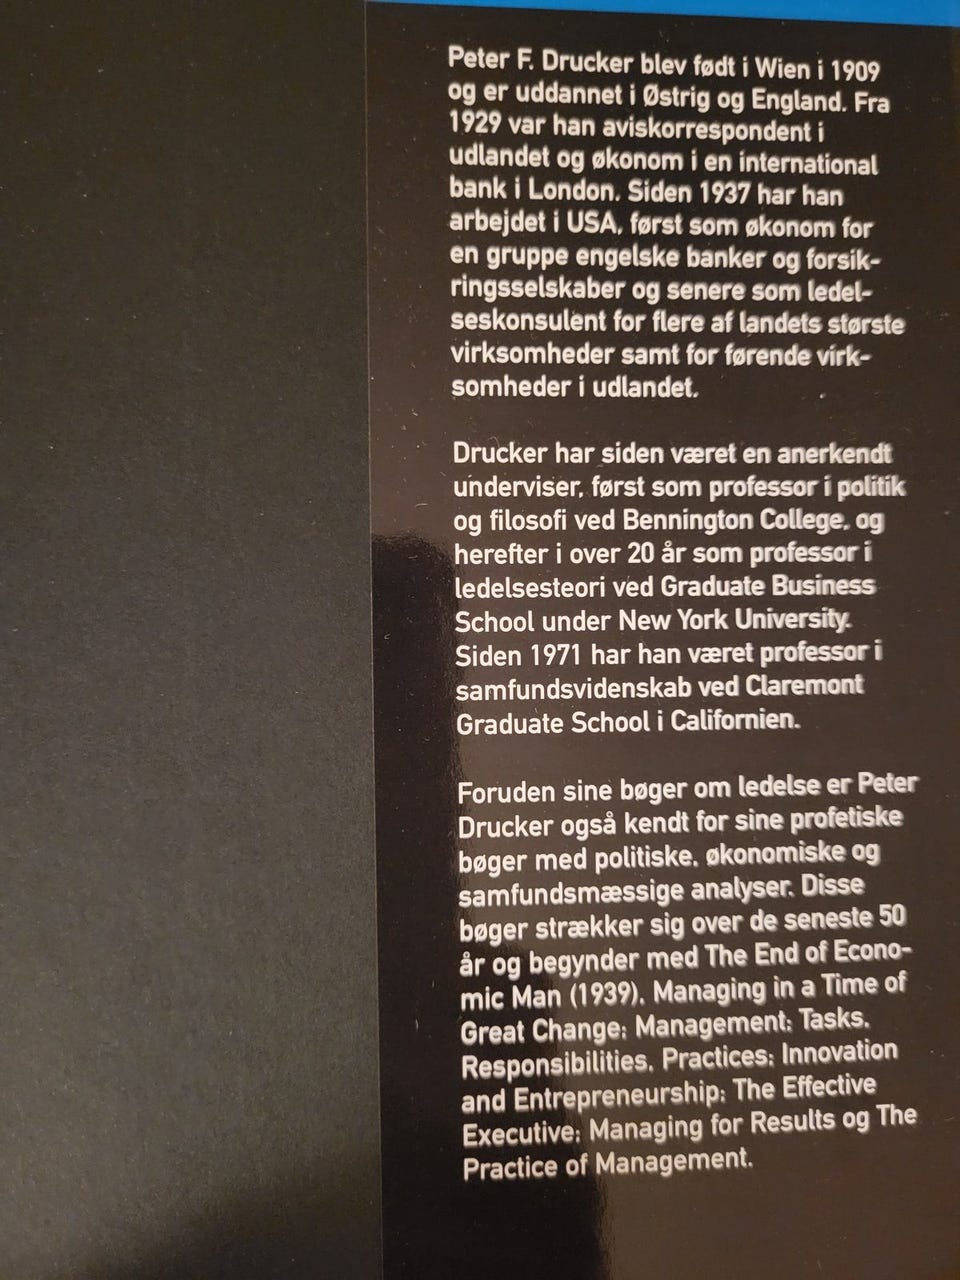 Peter F. Drucker blev født i Wien i 1909
og er uddannet i Østrig og England. Fra
1929 var han aviskorrespondent i
udlandet og økonom i en international
bank i London. Siden 1937 har han
arbejdet i USA, først som økonom for
en gruppe engelske banker og forsik-
ringsselskaber og senere som ledel-
seskonsulent for flere af landets største
virksomheder samt for førende virk-
somheder i udlandet.
Drucker har siden været en anerkendt
underviser, først som professor i politik
og filosofi ved Bennington College, og
herefter i over 20 år som professor i
ledelsesteori ved Graduate Business
School under New York University.
Siden 1971 har han været professor i
samfundsvidenskab ved Claremont
Graduate School i Californien.
Foruden sine bøger om ledelse er Peter
Drucker også kendt for sine profetiske
bøger med politiske, økonomiske og
samfundsmæssige analyser. Disse
bøger strækker sig over de seneste 50
år og begynder med The End of Econo-
mic Man (1939), Managing in a Time of
Great Change; Management: Tasks,
Responsibilities, Practices; Innovation
and Entrepreneurship; The Effective
Executive; Managing for Results og The
Practice of Management.